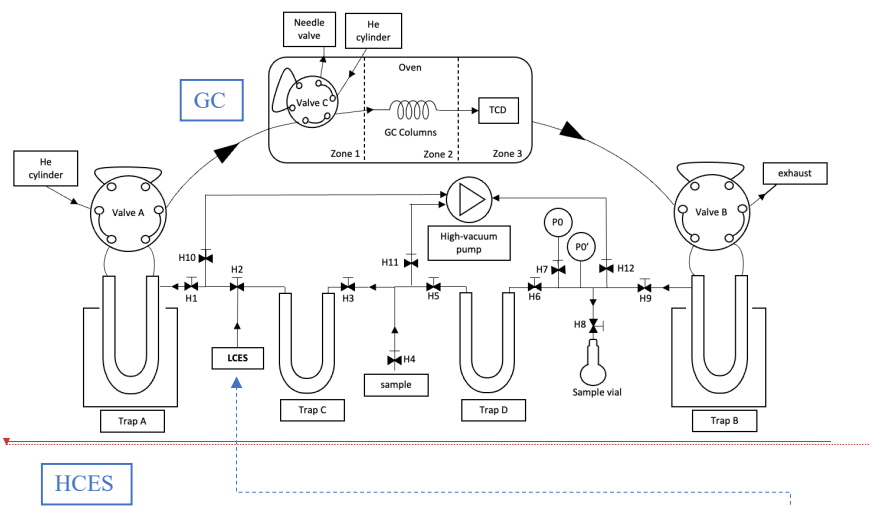 Needle
valve
He
cylinder
GC
Oven
Valve C
TCD
GC Columns
Zone 1
Zone 2
Zone 3
He
cylinder
exhaust
Valve A
Valve B
High-vacuum
pump
P0
P0’
H10
H2
H11
H7
H12
H1
H3
H5
H6
H9
H8
LCES
H4
sample
Sample vial
Trap A
Trap C
Trap D
Trap B
HCES